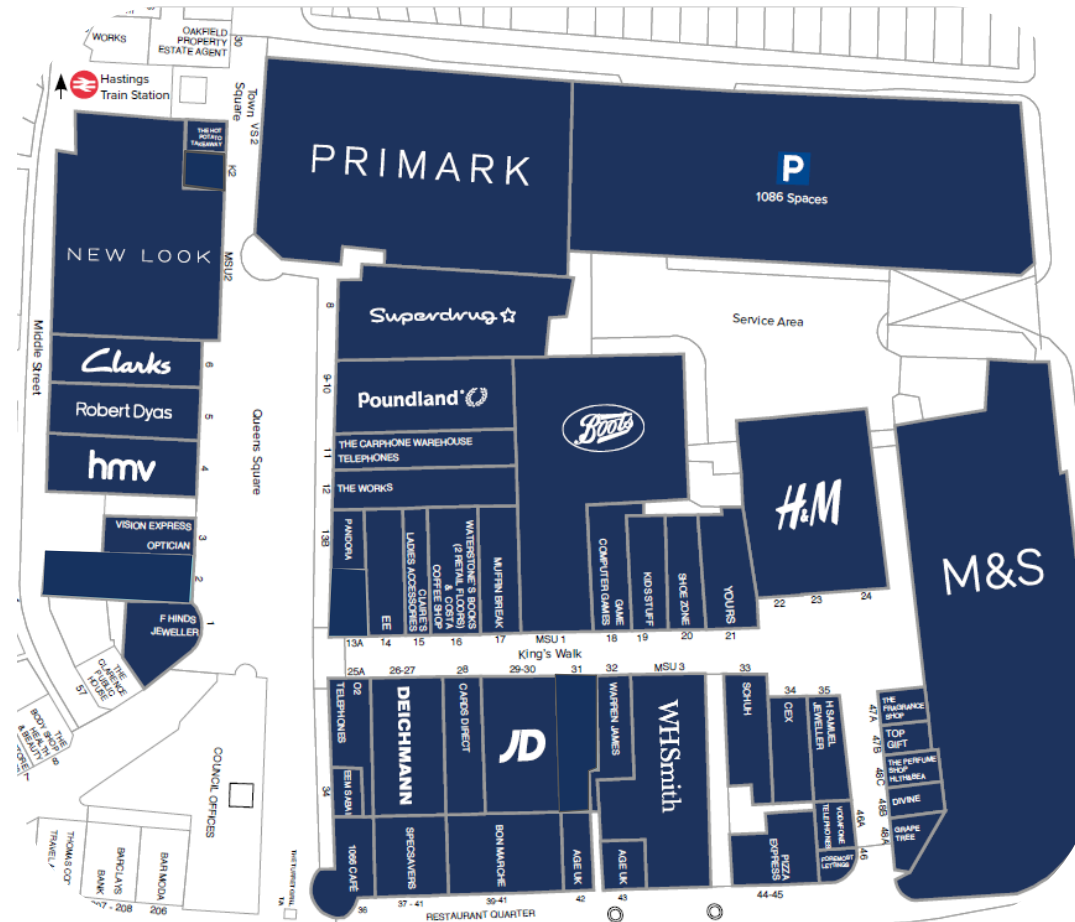 WORKS
OAKFIELD
PROPERTY
ESTATE AGENT
30
Hastings
Train Station
Town
Square
VS2
THE HOT
POTATO
TAKEAWAY
K2
PRIMARK
P
1086 Spaces
NEW LOOK
MSU2
Middle Street
8
Superdrug
Service Area
Clarks
6
9-10
Poundland
Boots
Robert Dyas
5
Queens Square
11
THE CARPHONE WAREHOUSE
TELEPHONES
hmv
4
12
THE WORKS
H&M
24
M&S
VISION EXPRESS
OPTICIAN
3
2
F HINDS
JEWELLER
1
13B
PANDORA
EE
LADIES ACCESSORIES
CLAIRE'S
WATERSTONE'S BOOKS
(2 RETAIL FLOORS)
& COSTA
COFFEE SHOP
MUFFIN BREAK
COMPUTER GAMES
GAME
KIDS STUFF
SHOE ZONE
YOURS
22
23
13A
14
15
16
17
MSU 1
18
19
20
21
King's Walk
25A
26-27
28
29-30
31
32
MSU 3
33
34
35
THE
CLARENCE
PUBLIC
HOUSE
57
THE
BODY SHOP
HEALTH
& BEAUTY
COUNCIL OFFICES
O2
TELEPHONES
EEM SABAI
34
DEICHMANN
CARDS DIRECT
JD
WARREN JAMES
WHSmith
SCHUH
CEX
H SAMUEL
JEWELLER
47A
THE
FRAGRANCE
SHOP
47B
TOP
GIFT
48C
THE PERFUME
SHOP
HLTH&BEA
48B
DIVINE
48A
GRAPE
TREE
46A
VODAFONE
TELEPHONES
46
FOREMOST
LETTINGS
1066 CAFÉ
SPECSAVERS
BON MARCHE
AGE UK
AGE UK
PIZZA
EXPRESS
36
37 - 41
39-41
42
43
44-45
RESTAURANT QUARTER
BARCLAYS
BANK
207 - 208
BAR MODA
206